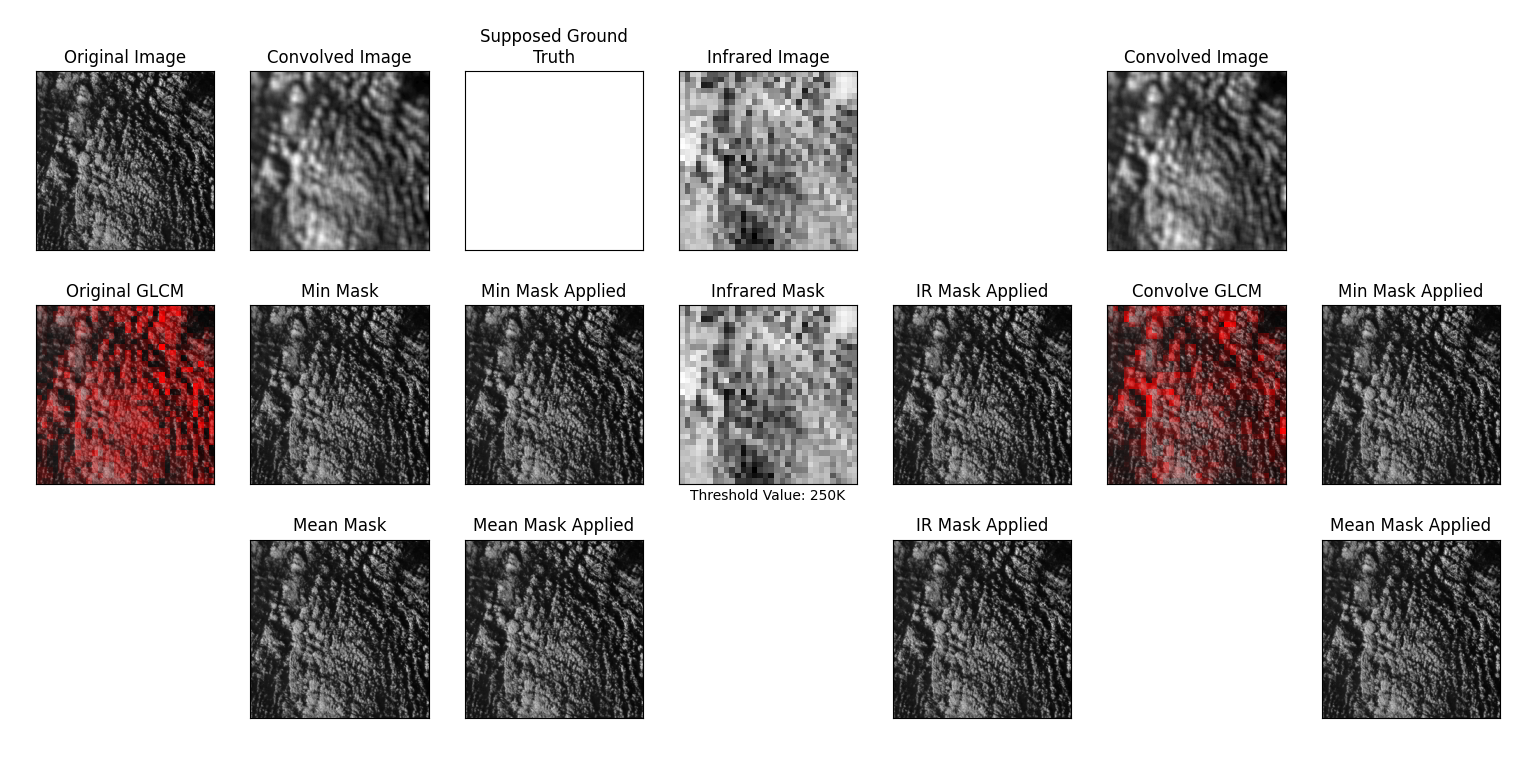 Original Image
Convolved Image
Supposed Ground
Truth
Infrared Image
Convolved Image
Original GLCM
Min Mask
Min Mask Applied
Infrared Mask
IR Mask Applied
Convolve GLCM
Min Mask Applied
Threshold Value: 250K
Mean Mask
Mean Mask Applied
IR Mask Applied
Mean Mask Applied